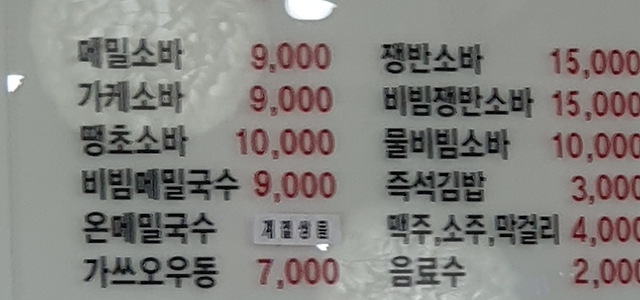 메밀소바 9,000
가케소바 9,000
땡초소바 10,000
비빔메밀국수 9,000
온메밀국수
가쓰오우동 7,000
쟁반소바 15,000
비빔쟁반소바 15,000
물비빔소바 10,000
즉석김밥 3,000
맥주,소주,막걸리 4,000
음료수 2,000